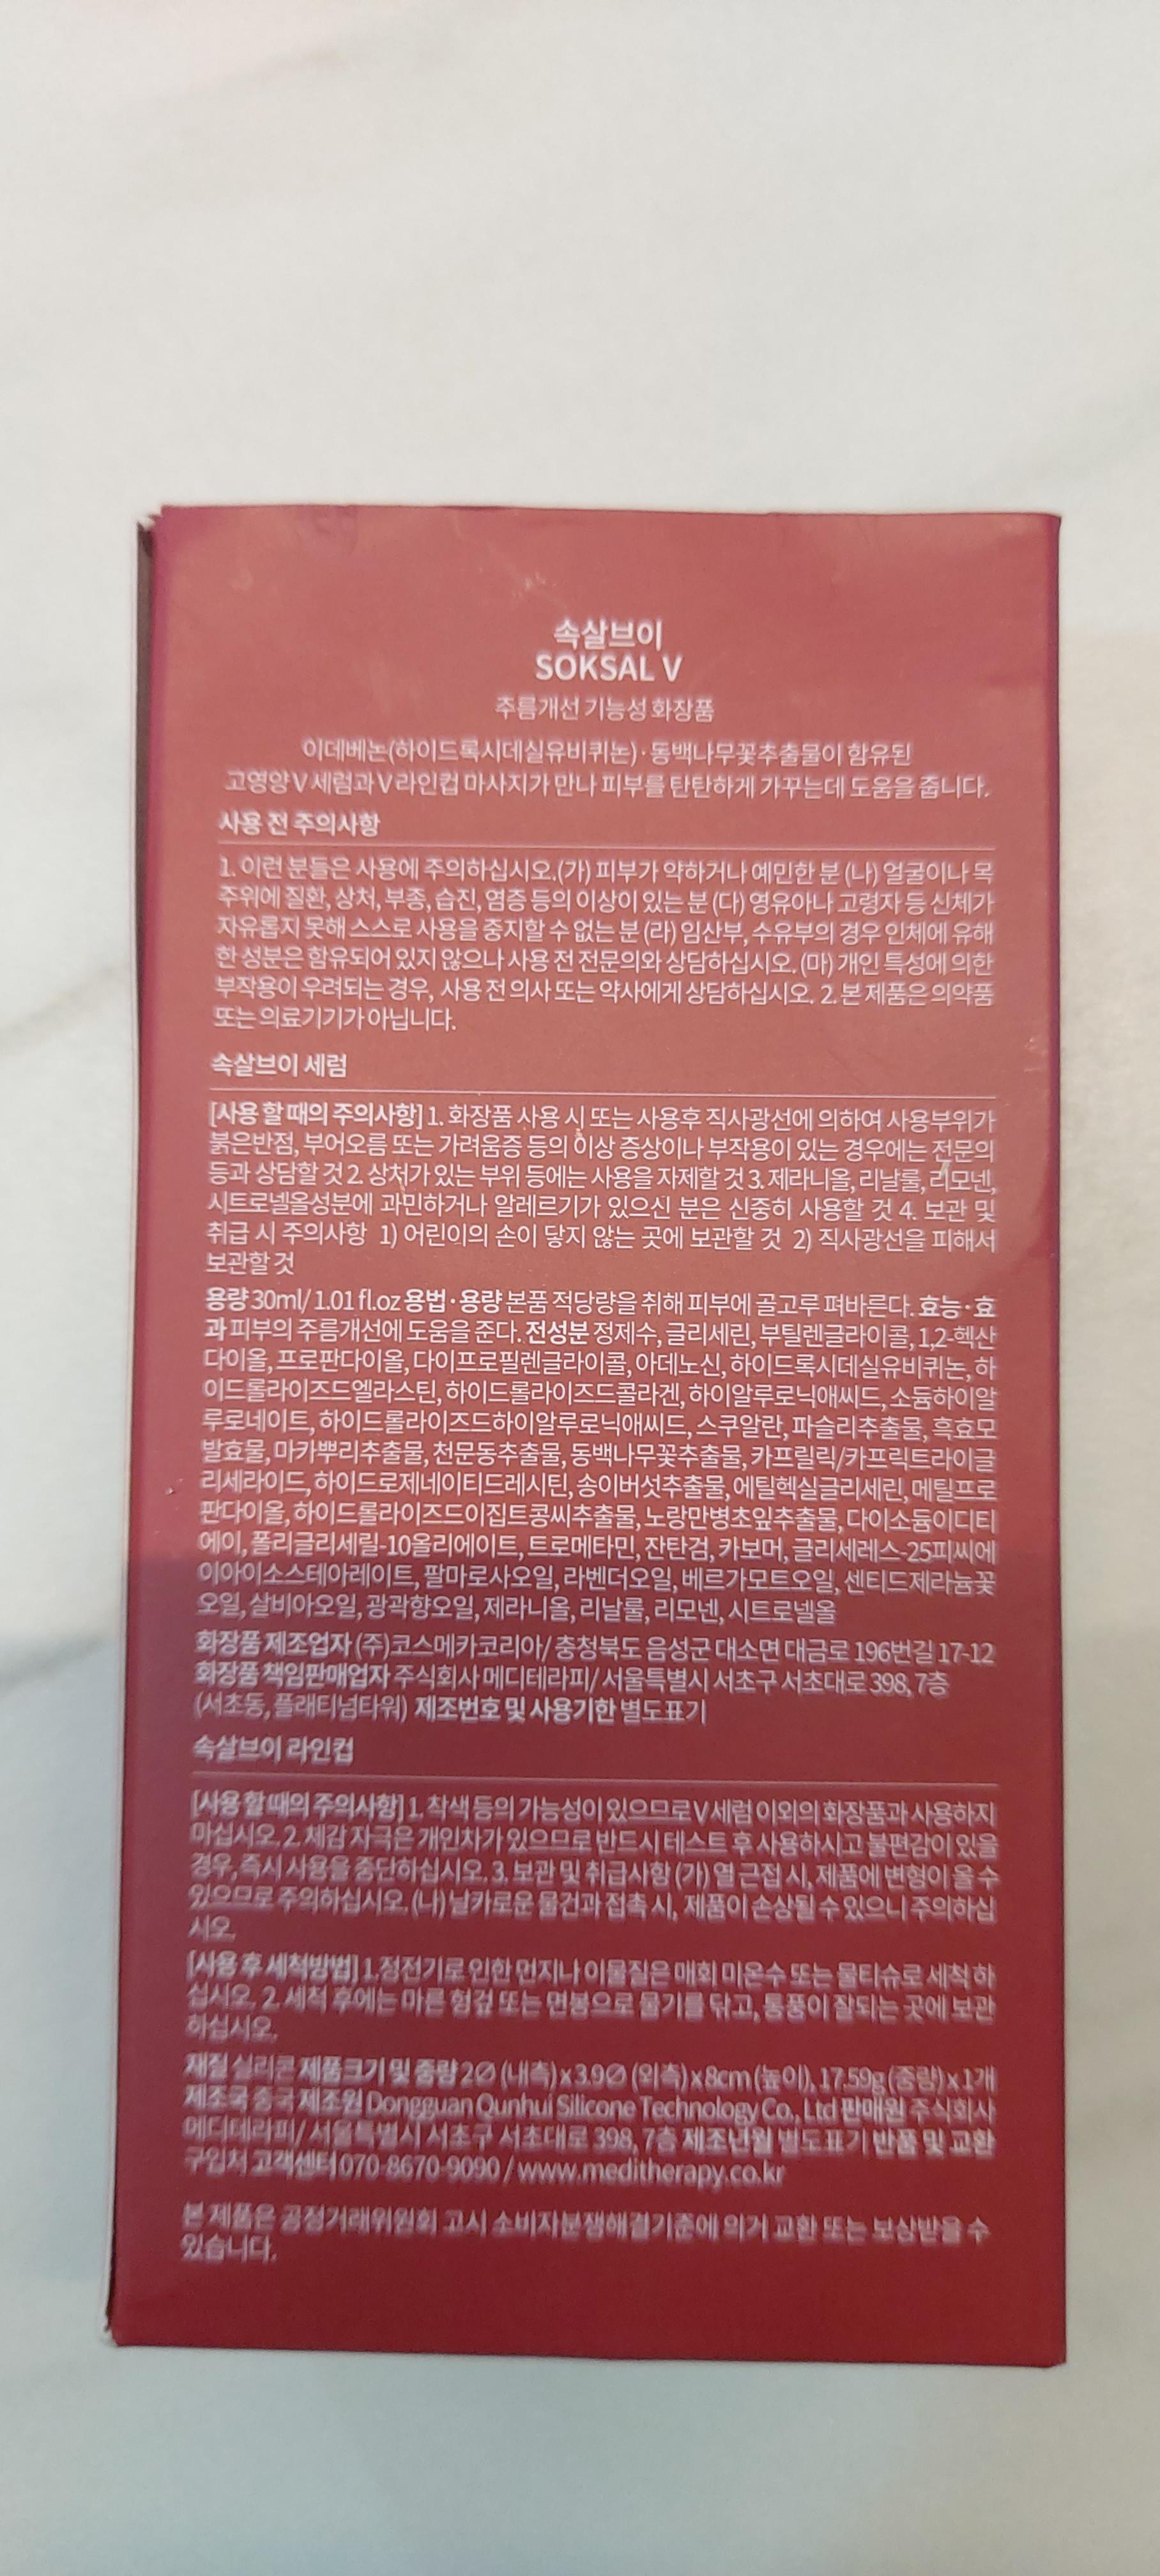 속살브이
SOKSAL V
주름개선 기능성 화장품
이데베논(하이드록시데실유비퀴논)·동백나무꽃추출물이 함유된
고영양 V 세럼과 V 라인컵 마사지가 만나 피부를 탄탄하게 가꾸는데 도움을 줍니다.
사용 전 주의사항
1. 이런 분들은 사용에 주의하십시오.(가) 피부가 약하거나 예민한 분 (나) 얼굴이나 목
주위에 질환, 상처, 부종, 습진, 염증 등의 이상이 있는 분 (다) 영유아나 고령자 등 신체가
자유롭지 못해 스스로 사용을 중지할 수 없는 분 (라) 임산부, 수유부의 경우 인체에 유해
한 성분은 함유되어 있지 않으나 사용 전 전문의와 상담하십시오. (마) 개인 특성에 의한
부작용이 우려되는 경우, 사용 전 의사 또는 약사에게 상담하십시오. 2. 본 제품은 의약품
또는 의료기기가 아닙니다.
속살브이 세럼
[사용 할 때의 주의사항] 1. 화장품 사용 시 또는 사용후 직사광선에 의하여 사용부위가
붉은반점, 부어오름 또는 가려움증 등의 이상 증상이나 부작용이 있는 경우에는 전문의
등과 상담할 것 2. 상처가 있는 부위 등에는 사용을 자제할 것 3. 제라니올, 리날룰, 리모넨,
시트로넬올성분에 과민하거나 알레르기가 있으신 분은 신중히 사용할 것 4. 보관 및
취급 시 주의사항 1) 어린이의 손이 닿지 않는 곳에 보관할 것 2) 직사광선을 피해서
보관할 것
용량 30ml/ 1.01 fl.oz 용법·용량 본품 적당량을 취해 피부에 골고루 펴바른다. 효능·효
과 피부의 주름개선에 도움을 준다. 전성분 정제수, 글리세린, 부틸렌글라이콜, 1,2-헥산
다이올, 프로판다이올, 다이프로필렌글라이콜, 아데노신, 하이드록시데실유비퀴논, 하
이드롤라이즈드엘라스틴, 하이드롤라이즈드콜라겐, 하이알루로닉애씨드, 소듐하이알
루로네이트, 하이드롤라이즈드하이알루로닉애씨드, 스쿠알란, 파슬리추출물, 흑효모
발효물, 마카뿌리추출물, 천문동추출물, 동백나무꽃추출물, 카프릴릭/카프릭트라이글
리세라이드, 하이드로제네이티드레시틴, 송이버섯추출물, 에틸헥실글리세린, 메틸프로
판다이올, 하이드롤라이즈드이집트콩씨추출물, 노랑만병초잎추출물, 다이소듐이디티
에이, 폴리글리세릴-10올리에이트, 트로메타민, 잔탄검, 카보머, 글리세레스-25피씨에
이아이소스테아레이트, 팔마로사오일, 라벤더오일, 베르가모트오일, 센티드제라늄꽃
오일, 살비아오일, 광곽향오일, 제라니올, 리날룰, 리모넨, 시트로넬올
화장품 제조업자 (주)코스메카코리아/ 충청북도 음성군 대소면 대금로 196번길 17-12
화장품 책임판매업자 주식회사 메디테라피/ 서울특별시 서초구 서초대로 398, 7층
(서초동, 플래티넘타워) 제조번호 및 사용기한 별도표기
속살브이 라인컵
[사용 할 때의 주의사항] 1. 착색 등의 가능성이 있으므로 V 세럼 이외의 화장품과 사용하지
마십시오. 2. 체감 자극은 개인차가 있으므로 반드시 테스트 후 사용하시고 불편감이 있을
경우, 즉시 사용을 중단하십시오. 3. 보관 및 취급사항 (가) 열 근접 시, 제품에 변형이 올 수
있으므로 주의하십시오. (나) 날카로운 물건과 접촉 시, 제품이 손상될 수 있으니 주의하십
시오.
[사용 후 세척방법] 1.정전기로 인한 먼지나 이물질은 매회 미온수 또는 물티슈로 세척 하
십시오. 2. 세척 후에는 마른 헝겊 또는 면봉으로 물기를 닦고, 통풍이 잘되는 곳에 보관
하십시오.
재질 실리콘 제품크기 및 중량 2∅ (내측) x 3.9∅ (외측) x 8cm (높이), 17.59g (중량) x 1개
제조국 중국 제조원 Dongguan Qunhui Silicone Technology Co., Ltd 판매원 주식회사
메디테라피/ 서울특별시 서초구 서초대로 398, 7층 제조년월 별도표기 반품 및 교환
구입처 고객센터 070-8670-9090 / www.meditherapy.co.kr
본 제품은 공정거래위원회 고시 소비자분쟁해결기준에 의거 교환 또는 보상받을 수
있습니다.